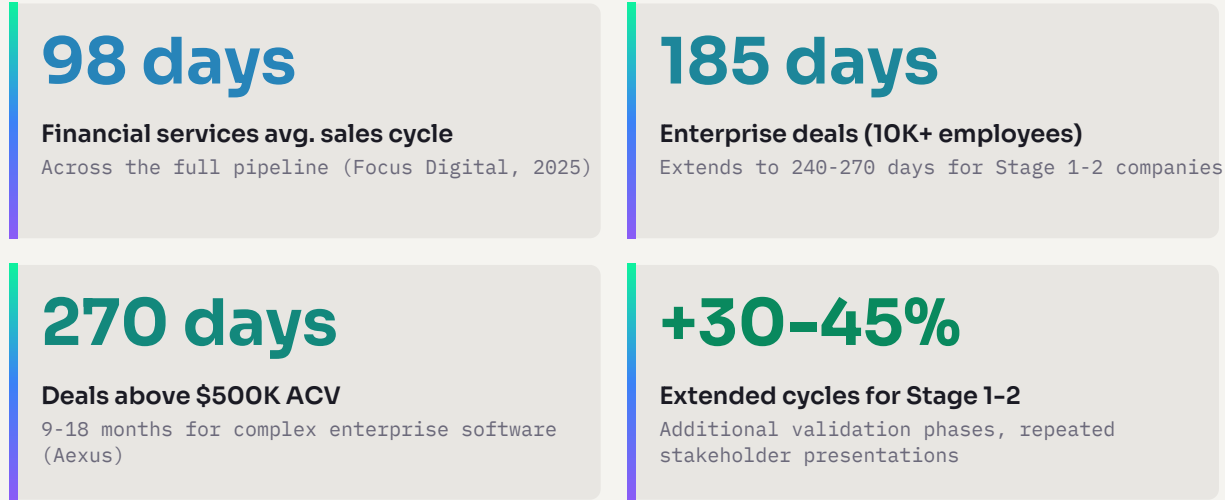 98 days
Financial services avg. sales cycle
Across the full pipeline (Focus Digital, 2025)
185 days
Enterprise deals (10K+ employees)
Extends to 240-270 days for Stage 1-2 companies
270 days
Deals above $500K ACV
9-18 months for complex enterprise software
(Aexus)
+30–45%
Extended cycles for Stage 1-2
Additional validation phases, repeated
stakeholder presentations